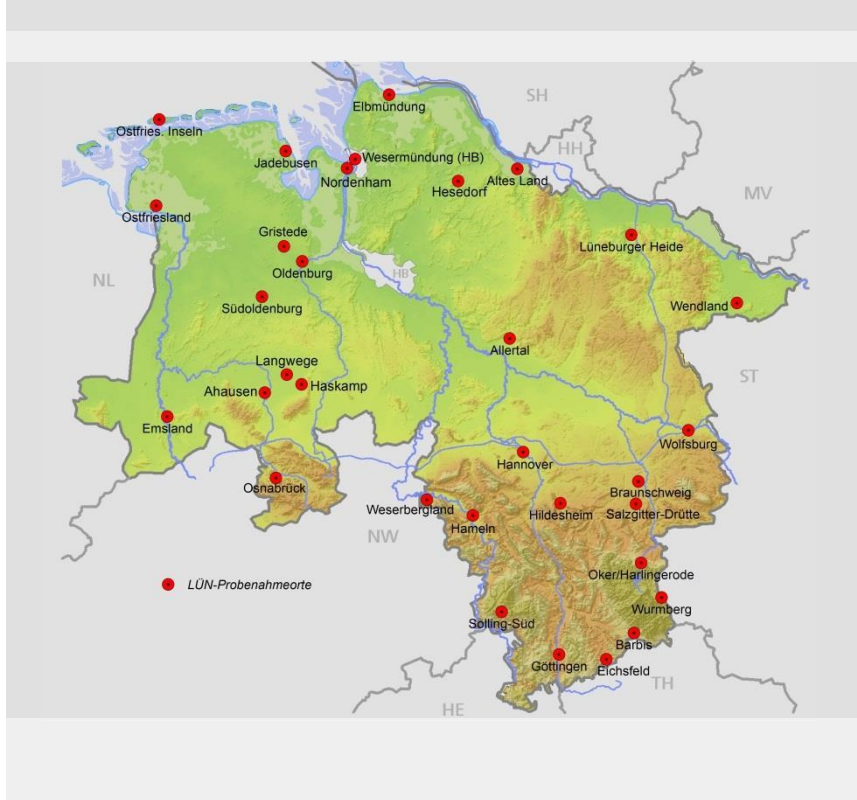 SH
Elbmündung
Ostfries. Inseln
HH
Jadebusen
Wesermündung (HB)
Nordenham
Hesedorf
Altes Land
MV
Ostfriesland
Gristede
Lüneburger Heide
Oldenburg
HB
NL
Südoldenburg
Wendland
Allertal
Langwege
Ahausen
Haskamp
ST
Emsland
Wolfsburg
Hannover
Osnabrück
Braunschweig
Weserbergland
Hildesheim
Salzgitter-Drütte
Hameln
NW
Oker/Harlingerode
LÜN-Probenahmeorte
Wurmberg
Solling-Süd
Barbis
Göttingen
Eichsfeld
TH
HE